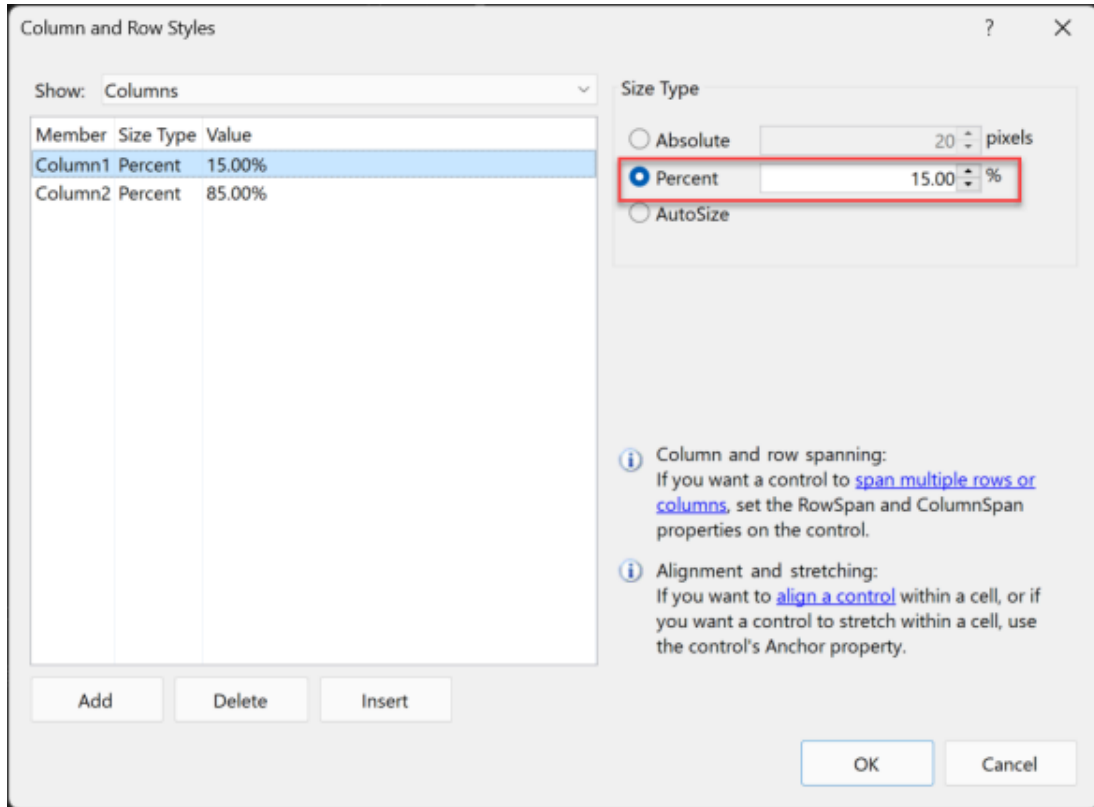 Column and Row Styles
?
Show: Columns
Member Size Type Value
Column1 Percent 15.00%
Column2 Percent 85.00%
Add Delete Insert
Size Type
Absolute 20 pixels
Percent 15.00 %
AutoSize
Column and row spanning:
If you want a control to span multiple rows or
columns, set the RowSpan and ColumnSpan
properties on the control.
Alignment and stretching:
If you want to align a control within a cell, or if
you want a control to stretch within a cell, use
the control's Anchor property.
OK Cancel